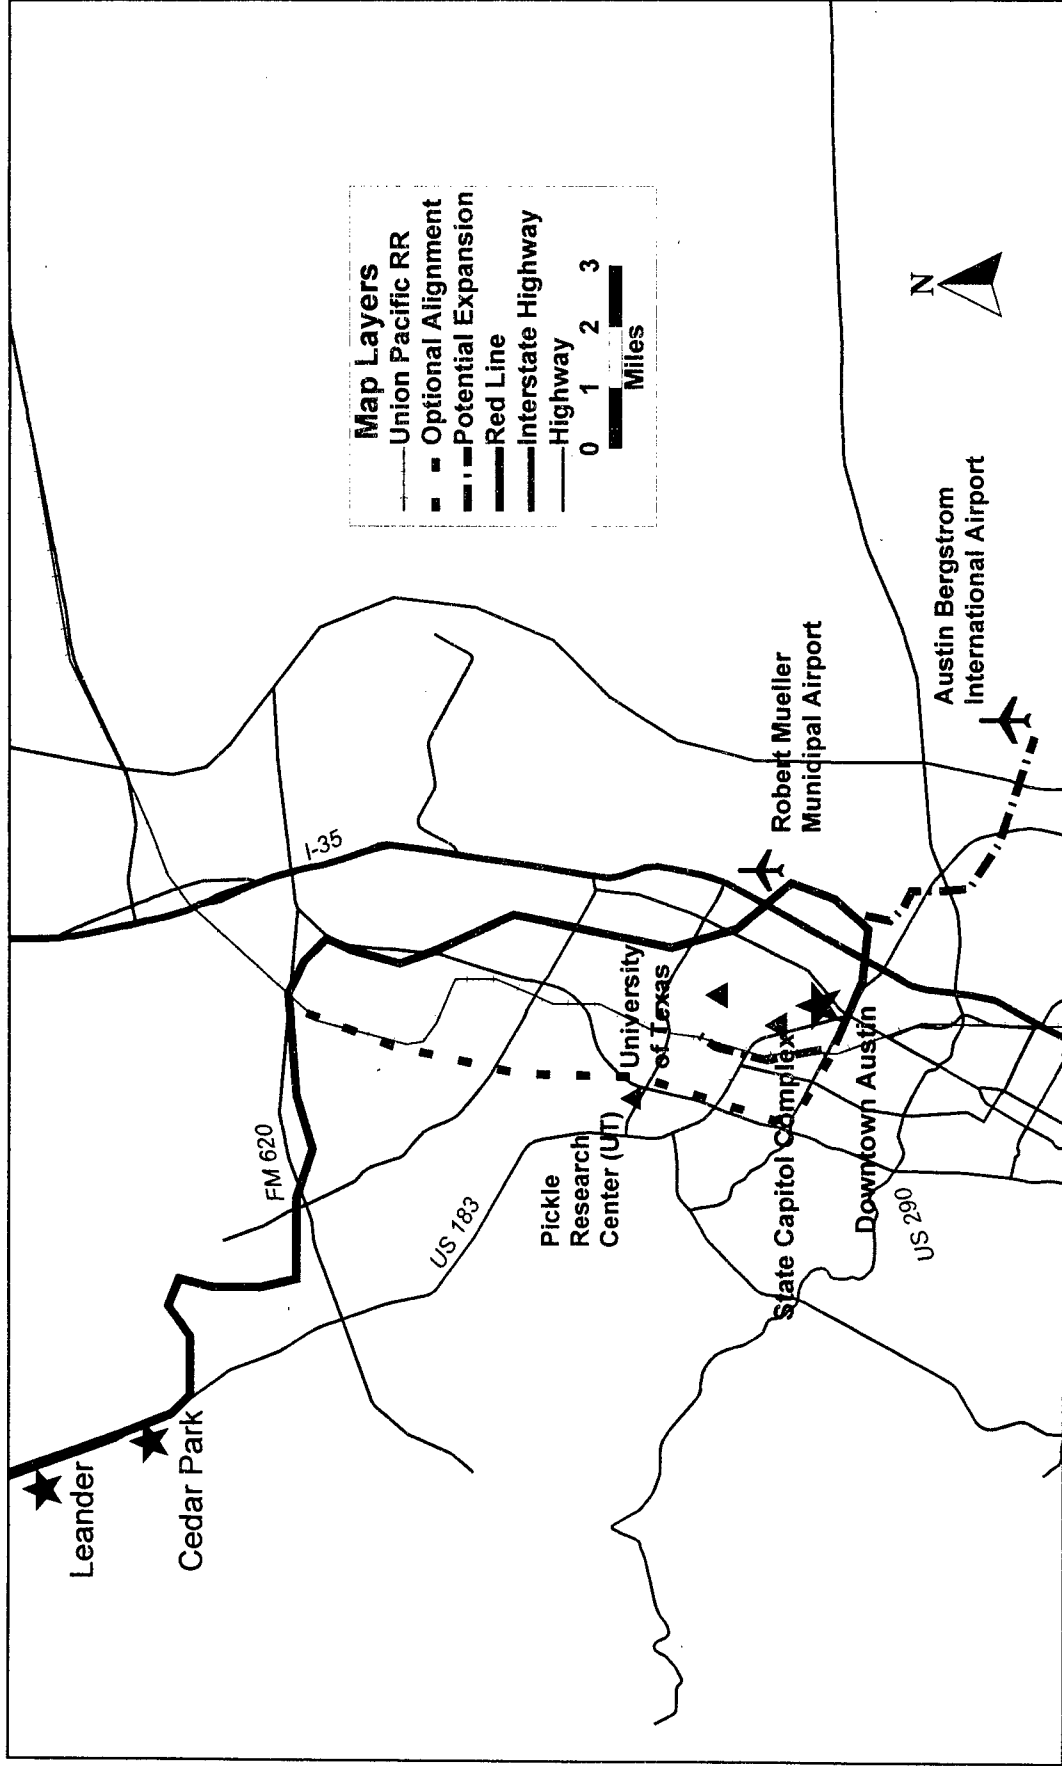 Leander
Cedar Park
FM 620
I-35
US 183
Map Layers
Union Pacific RR
Optional Alignment
Potential Expansion
Red Line
Interstate Highway
Highway
0 1 2 3
Miles
Pickle
Research
Center (UT)
University
of Texas
State Capitol Complex
Downtown Austin
US 290
Robert Mueller
Municipal Airport
Austin Bergstrom
International Airport
N